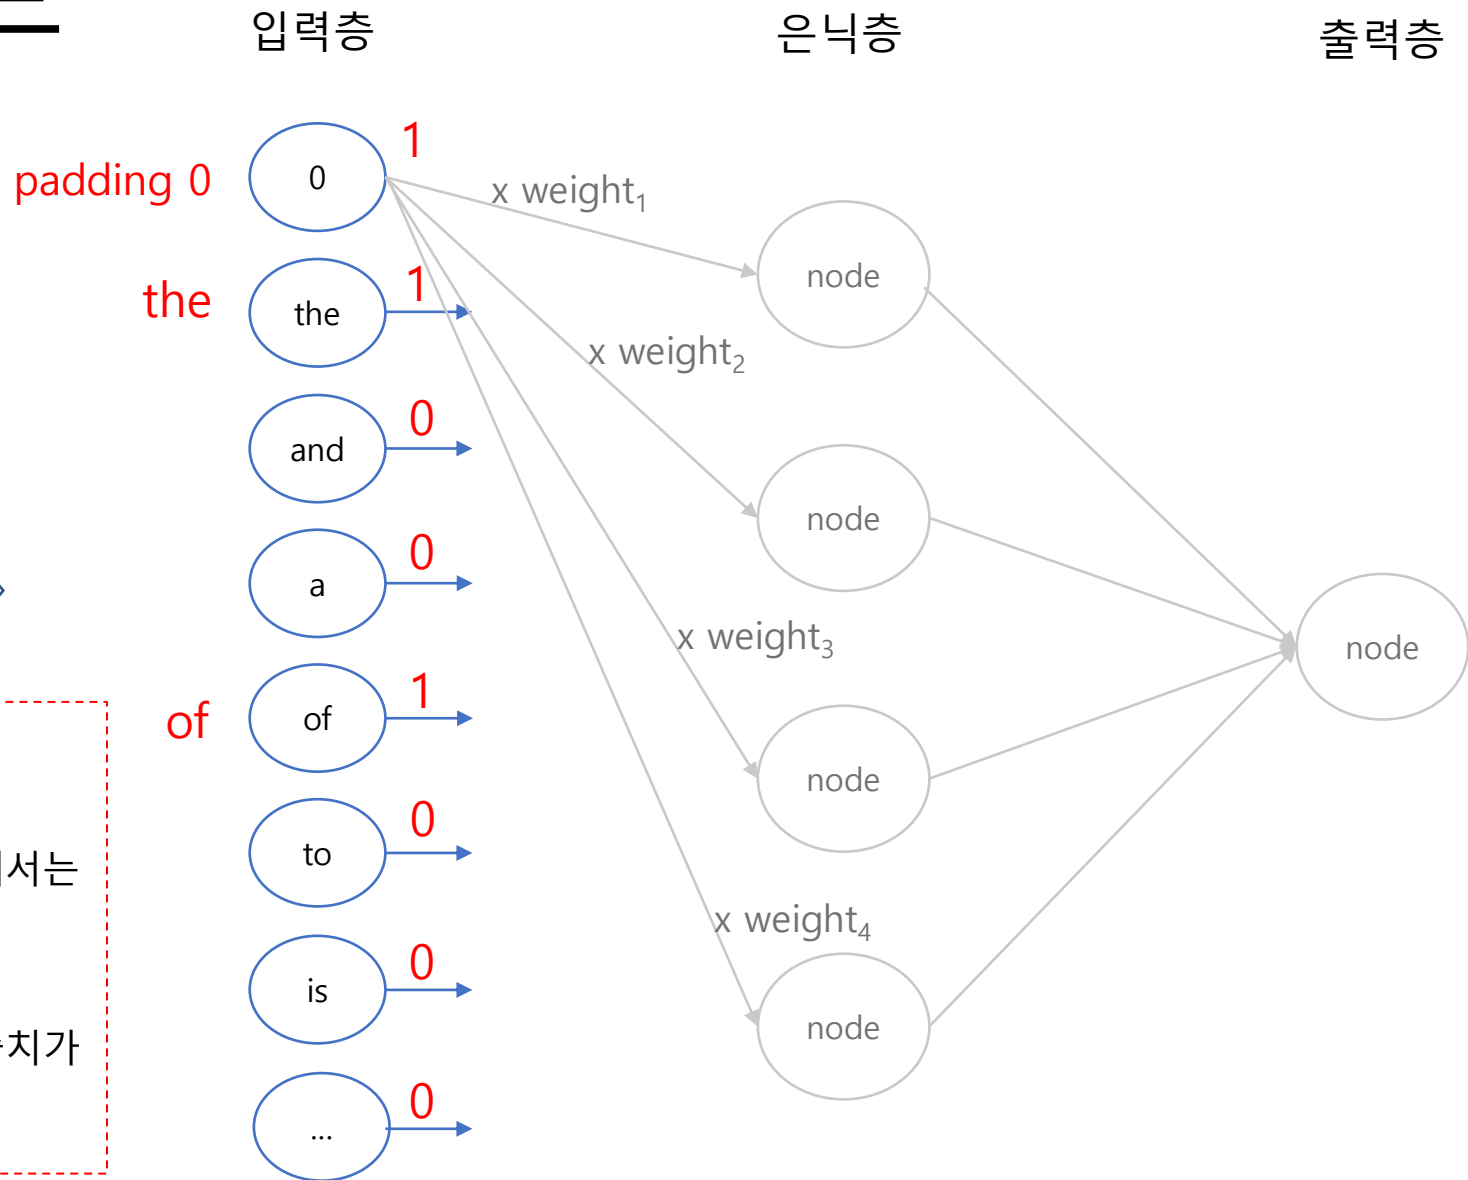 입력층
은닉층
출력층
padding 0
0
1
x weight1
node
the
the
1
x weight2
and
0
node
a
0
x weight3
node
of
of
1
node
to
0
x weight4
is
0
node
...
0
서는
치가